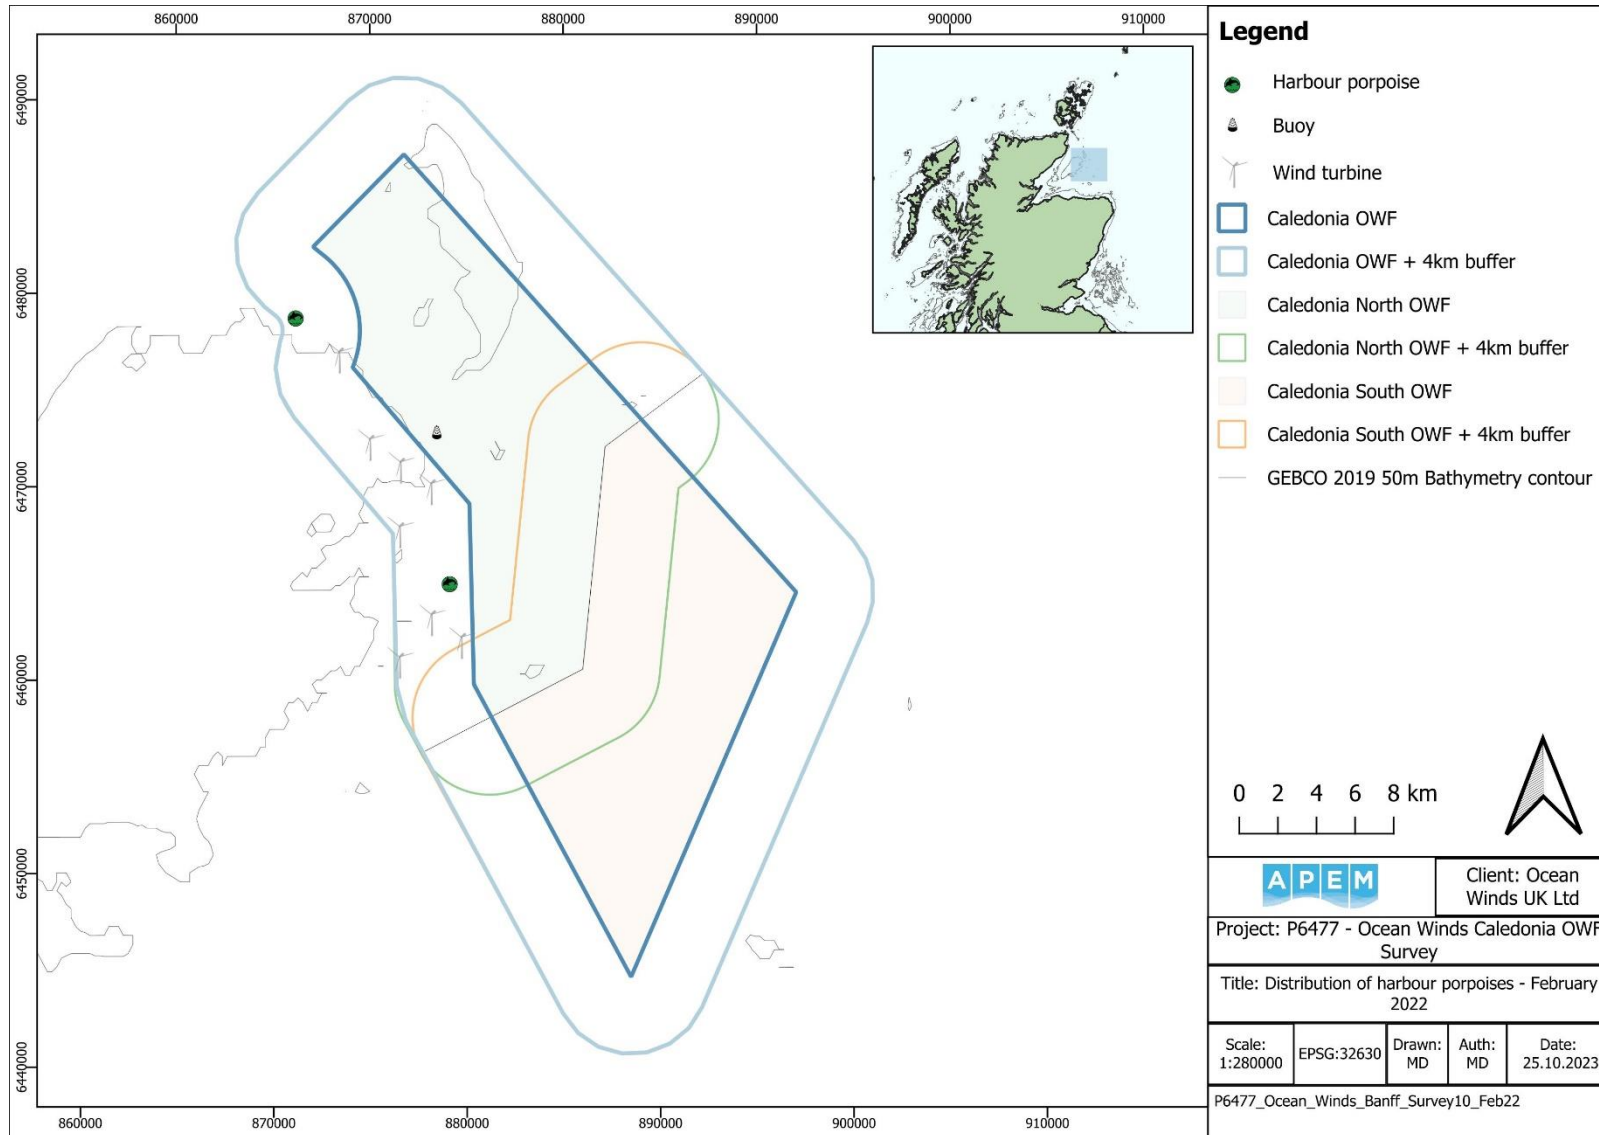 860000
870000
880000
890000
900000
910000
6490000
6480000
6470000
6460000
6450000
6440000
860000
870000
880000
890000
900000
910000
Legend
Harbour porpoise
Buoy
Wind turbine
Caledonia OWF
Caledonia OWF + 4km buffer
Caledonia North OWF
Caledonia North OWF + 4km buffer
Caledonia South OWF
Caledonia South OWF + 4km buffer
GEBCO 2019 50m Bathymetry contour
0 2 4 6 8 km
APEM
Client: Ocean
Winds UK Ltd
Project: P6477 - Ocean Winds Caledonia OWF
Survey
Title: Distribution of harbour porpoises - February
2022
Scale:
1:280000
EPSG:32630
Drawn:
MD
Auth:
MD
Date:
25.10.2023
P6477_Ocean_Winds_Banff_Survey10_Feb22